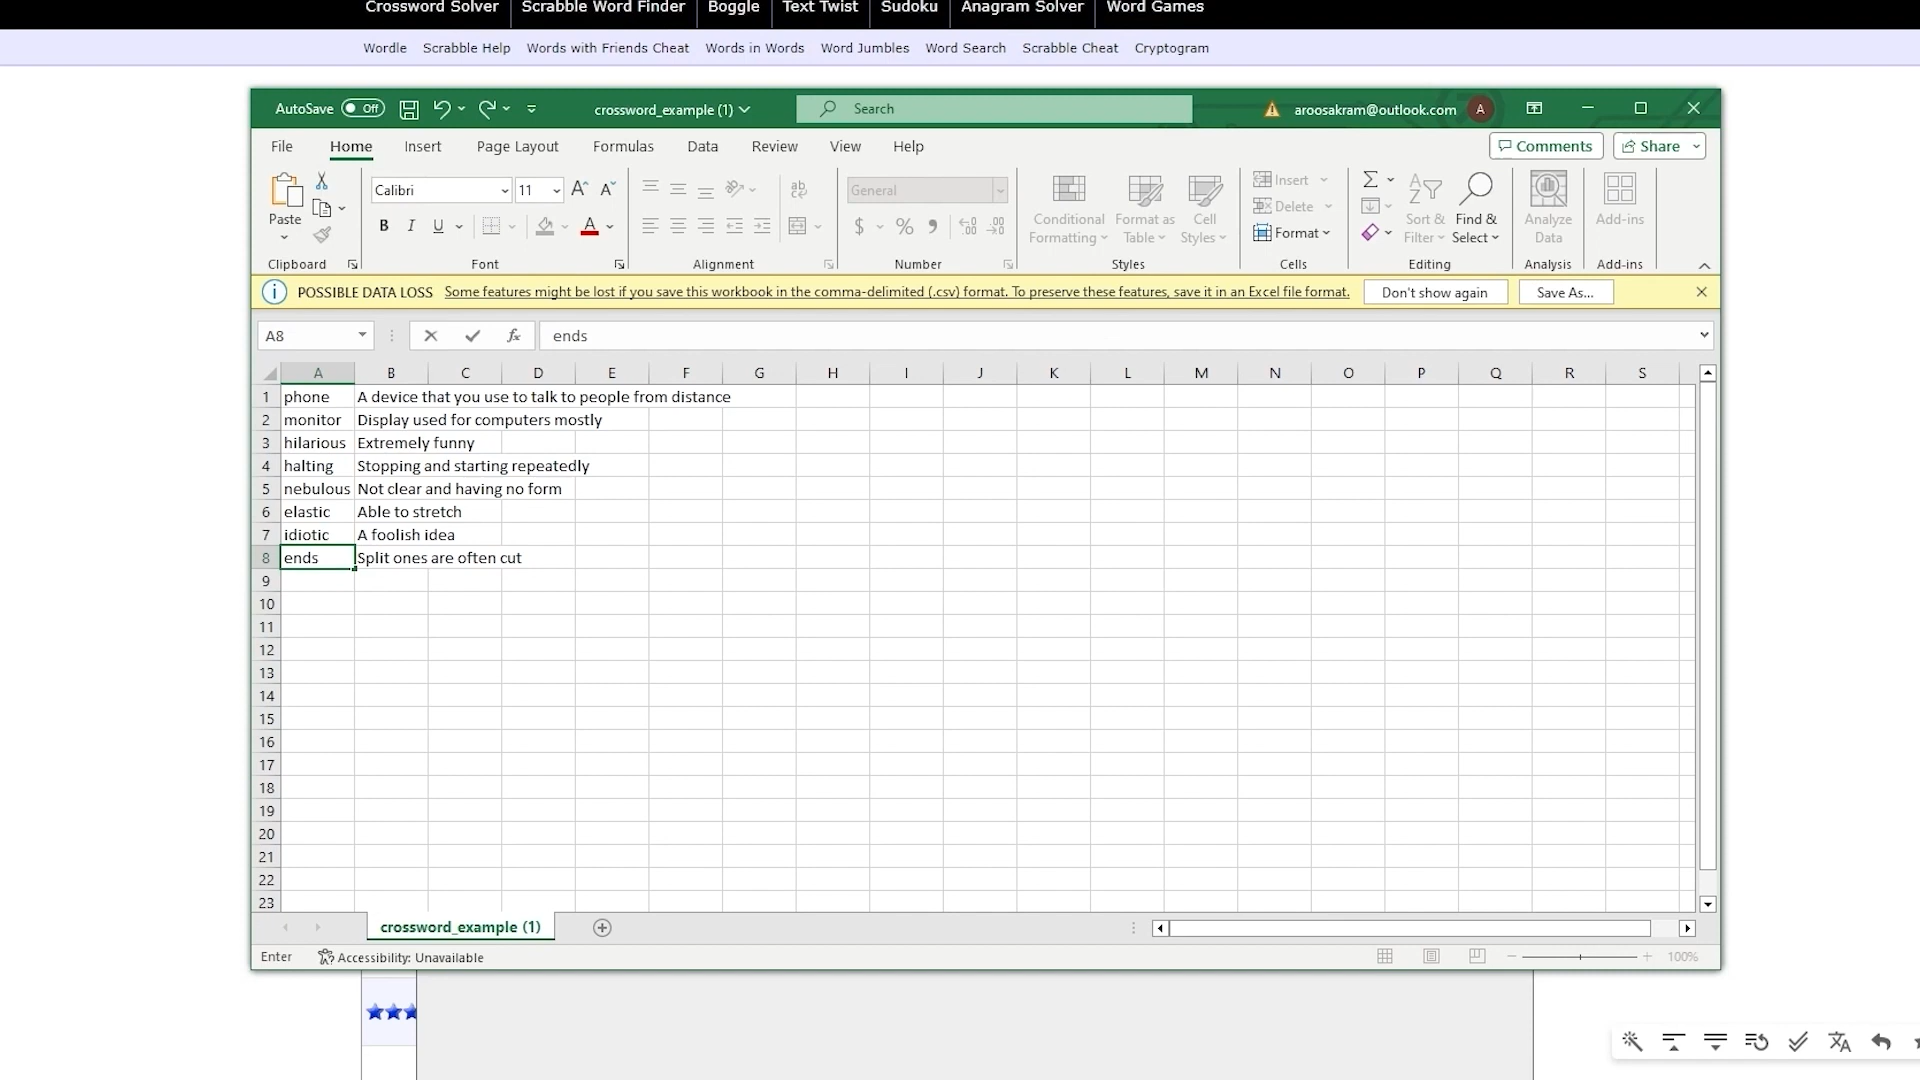 Crossword Solver Scrabble Word Finder Boggle Text Twist Sudoku Anagram Solver Word Games
Wordle Scrabble Help Words with Friends Cheat Words in Words Word Jumbles Word Search Scrabble Cheat Cryptogram
AutoSave Off crossword_example (1) Search aroosakram@outlook.com A
File Home Insert Page Layout Formulas Data Review View Help Comments Share
Paste Calibri 11 A A ab General Conditional Formatting Format as Table Cell Styles Insert Delete Format Sort & Filter Find & Select Analyze Data Add-ins
B I U A $ % 9
Clipboard Font Alignment Number Styles Cells Editing Analysis Add-ins
POSSIBLE DATA LOSS Some features might be lost if you save this workbook in the comma-delimited (.csv) format. To preserve these features, save it in an Excel file format. Don't show again Save As...
A8 fx ends
A B C D E F G H I J K L M N O P Q R S
1 phone A device that you use to talk to people from distance
2 monitor Display used for computers mostly
3 hilarious Extremely funny
4 halting Stopping and starting repeatedly
5 nebulous Not clear and having no form
6 elastic Able to stretch
7 idiotic A foolish idea
8 ends Split ones are often cut
9
10
11
12
13
14
15
16
17
18
19
20
21
22
23
crossword_example (1)
Enter Accessibility: Unavailable 100%